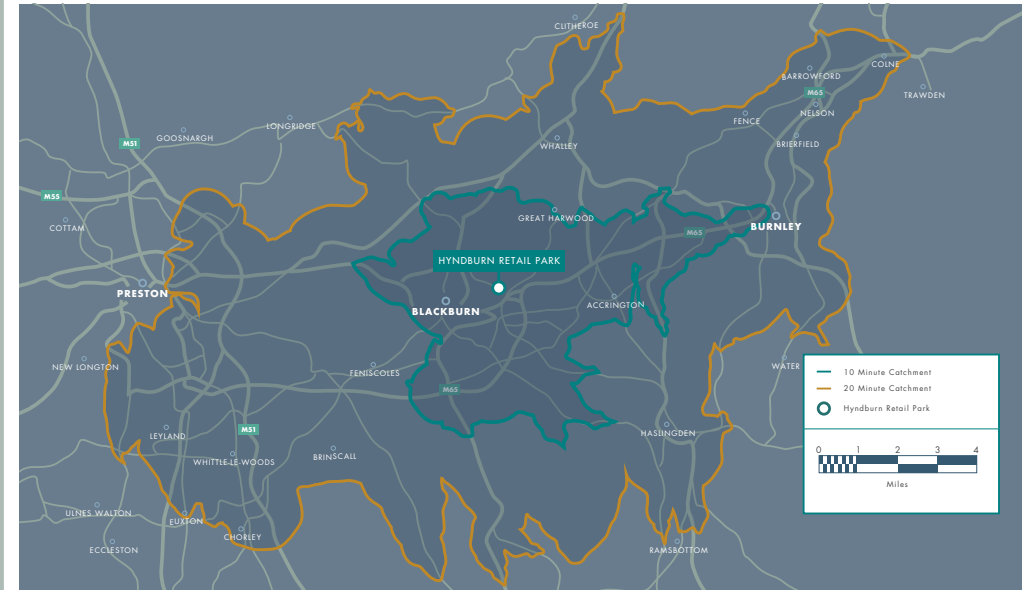 CLITHEROE
COLNE
BARROWFORD
M65
TRAWDEN
NELSON
FENCE
LONGRIDGE
GOOSNARGH
M51
BRIERFIELD
WHALLEY
M55
GREAT HARWOOD
COTTAM
BURNLEY
M65
HYNDBURN RETAIL PARK
PRESTON
ACCRINGTON
BLACKBURN
NEW LONGTON
WATER
FENISCOLES
M65
10 Minute Catchment
20 Minute Catchment
Hyndburn Retail Park
M51
HASLINGDEN
LEYLAND
0 1 2 3 4
BRINSCALL
WHITTLE-LE-WOODS
Miles
ULNES WALTON
EUXTON
CHORLEY
ECCLESTON
RAMSBOTTOM